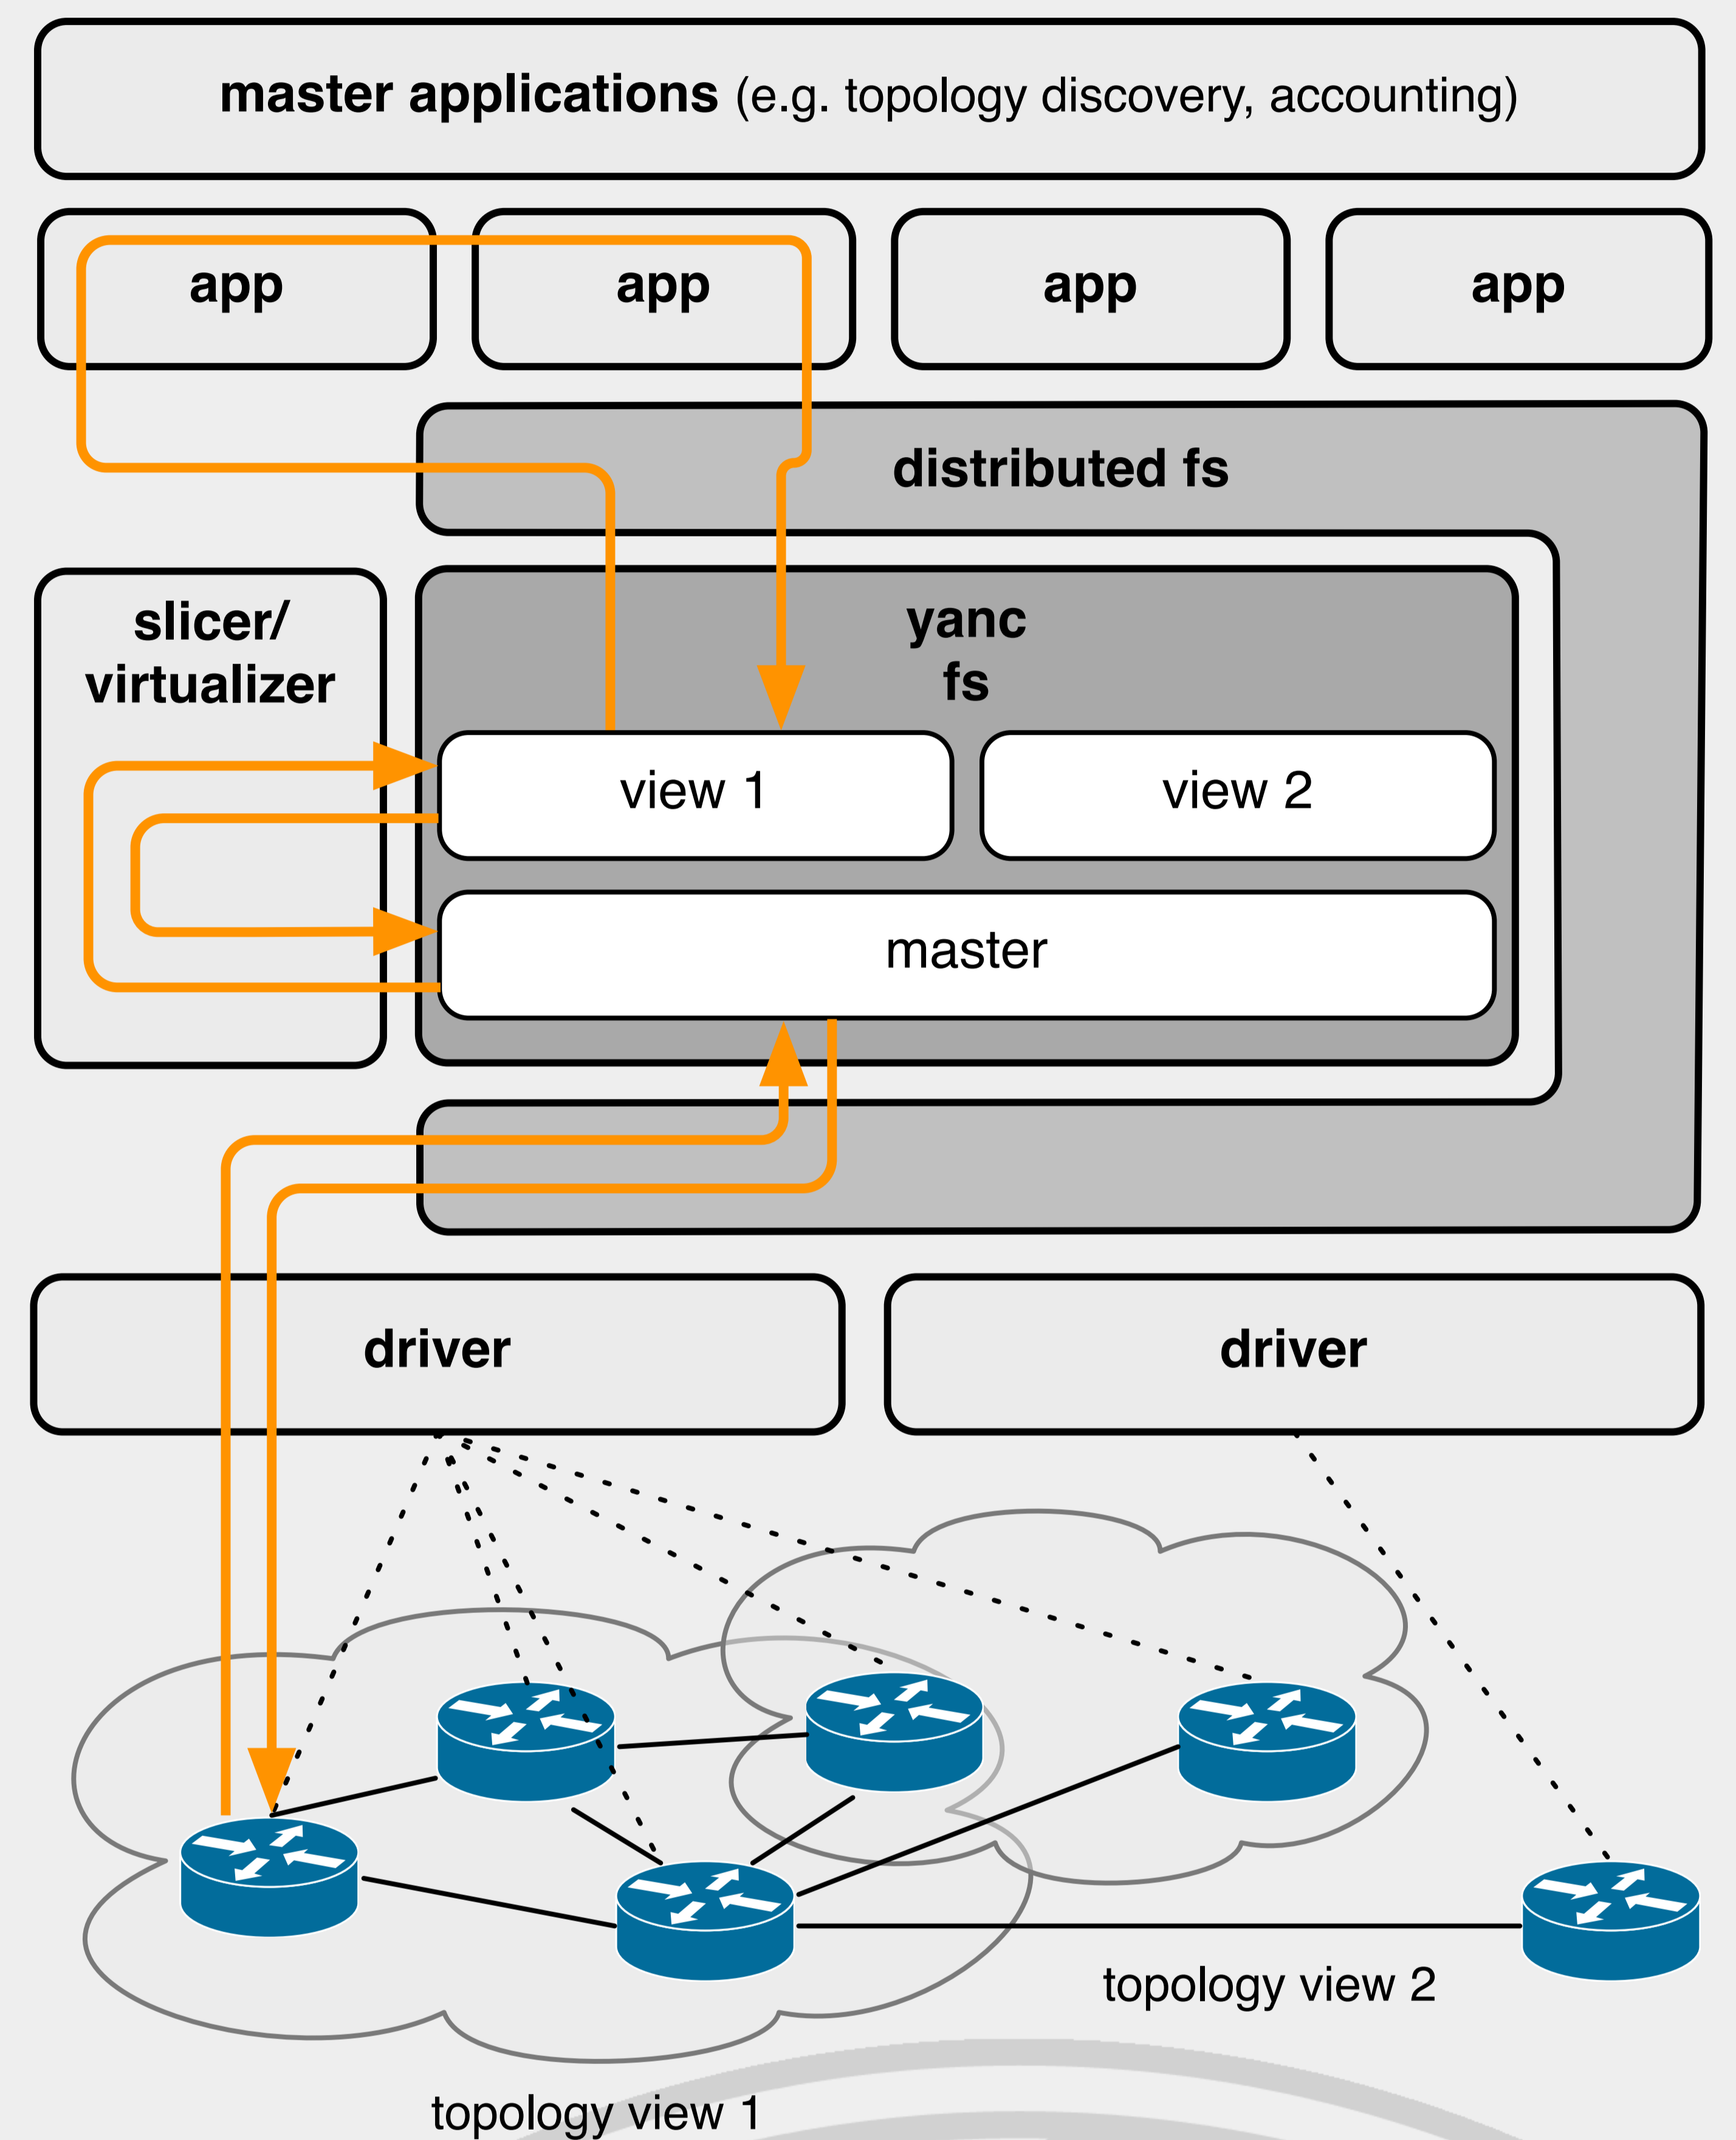 master applications (e.g. topology discovery, accounting)
app
app
app
app
distributed fs
slicer/
virtualizer
yanc
fs
view 1
view 2
master
driver
driver
topology view 2
topology view 1